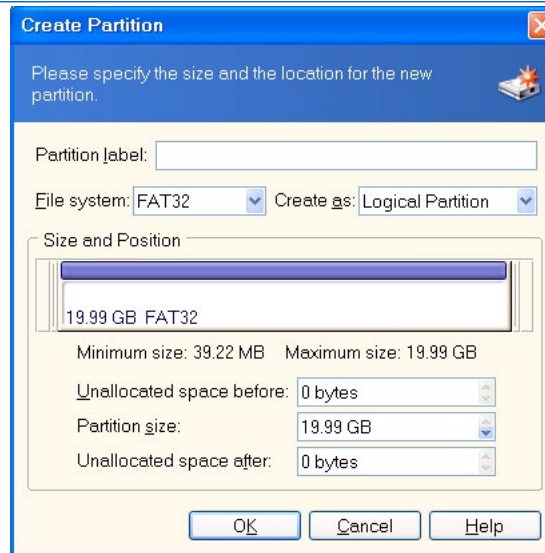 Create Partition
Please specify the size and the location for the new
partition.
Partition label:
File system: FAT32 Create as: Logical Partition
Size and Position
19.99 GB FAT32
Minimum size: 39.22 MB Maximum size: 19.99 GB
Unallocated space before: 0 bytes
Partition size: 19.99 GB
Unallocated space after: 0 bytes
OK Cancel Help